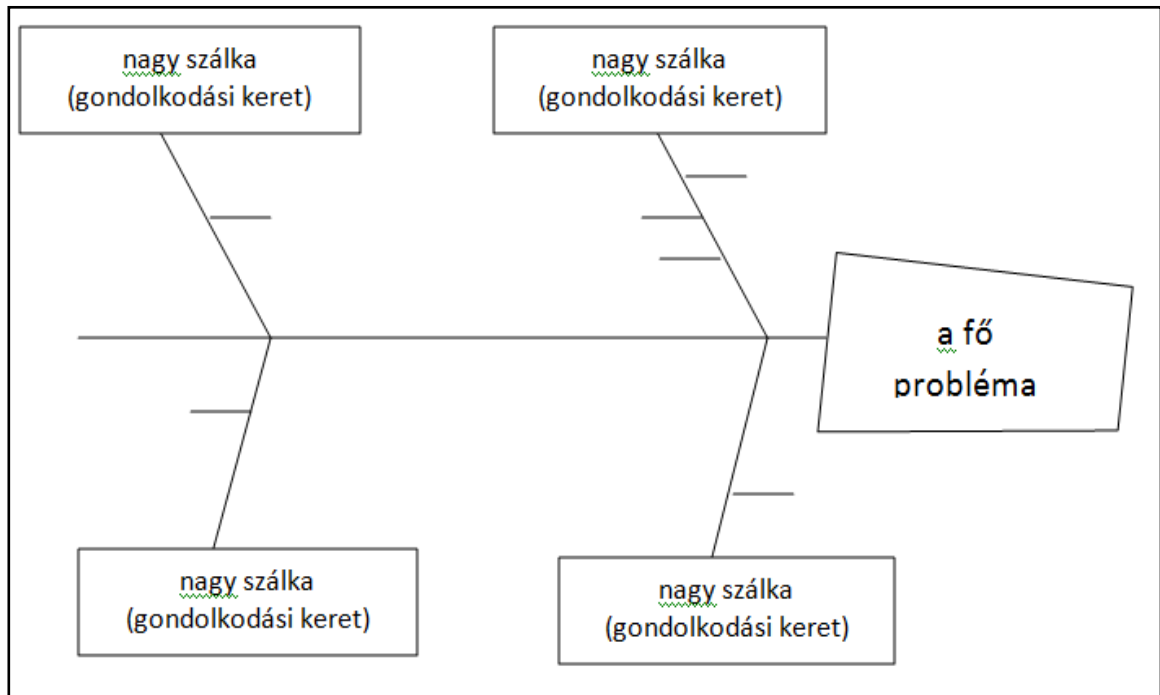 nagy szálka
(gondolkodási keret)
nagy szálka
(gondolkodási keret)
a fő
probléma
nagy szálka
(gondolkodási keret)
nagy szálka
(gondolkodási keret)